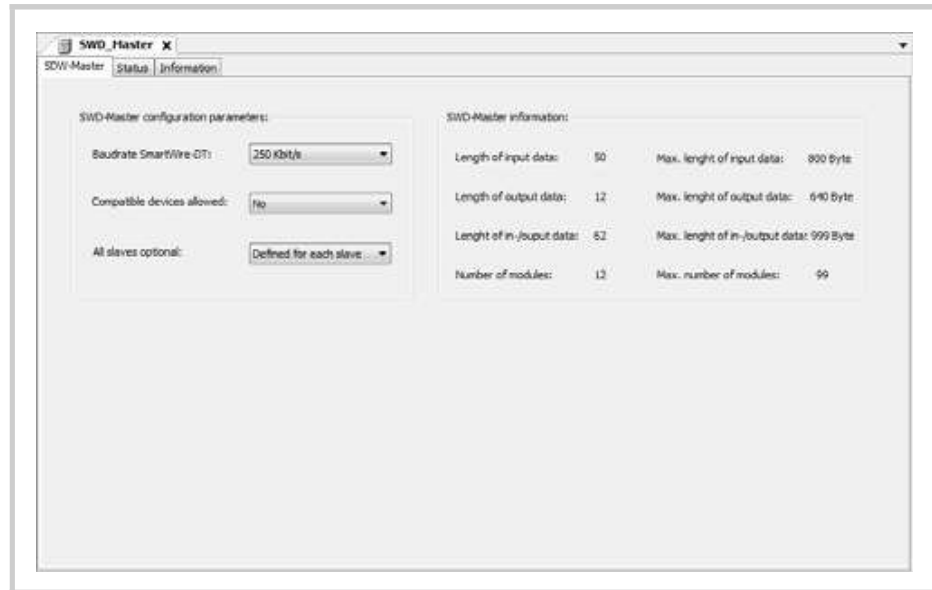 SWD_Master X
SDW-Master Status Information
SWD-Master configuration parameters:
Baudrate SmartWire-DT: 250 Kbit/s
Compatible devices allowed: No
All slaves optional: Defined for each slave
SWD-Master information:
Length of input data: 50 Max. lenght of input data: 800 Byte
Length of output data: 12 Max. lenght of output data: 640 Byte
Lenght of in-/ouput data: 62 Max. lenght of in-/output data: 999 Byte
Number of modules: 12 Max. number of modules: 99